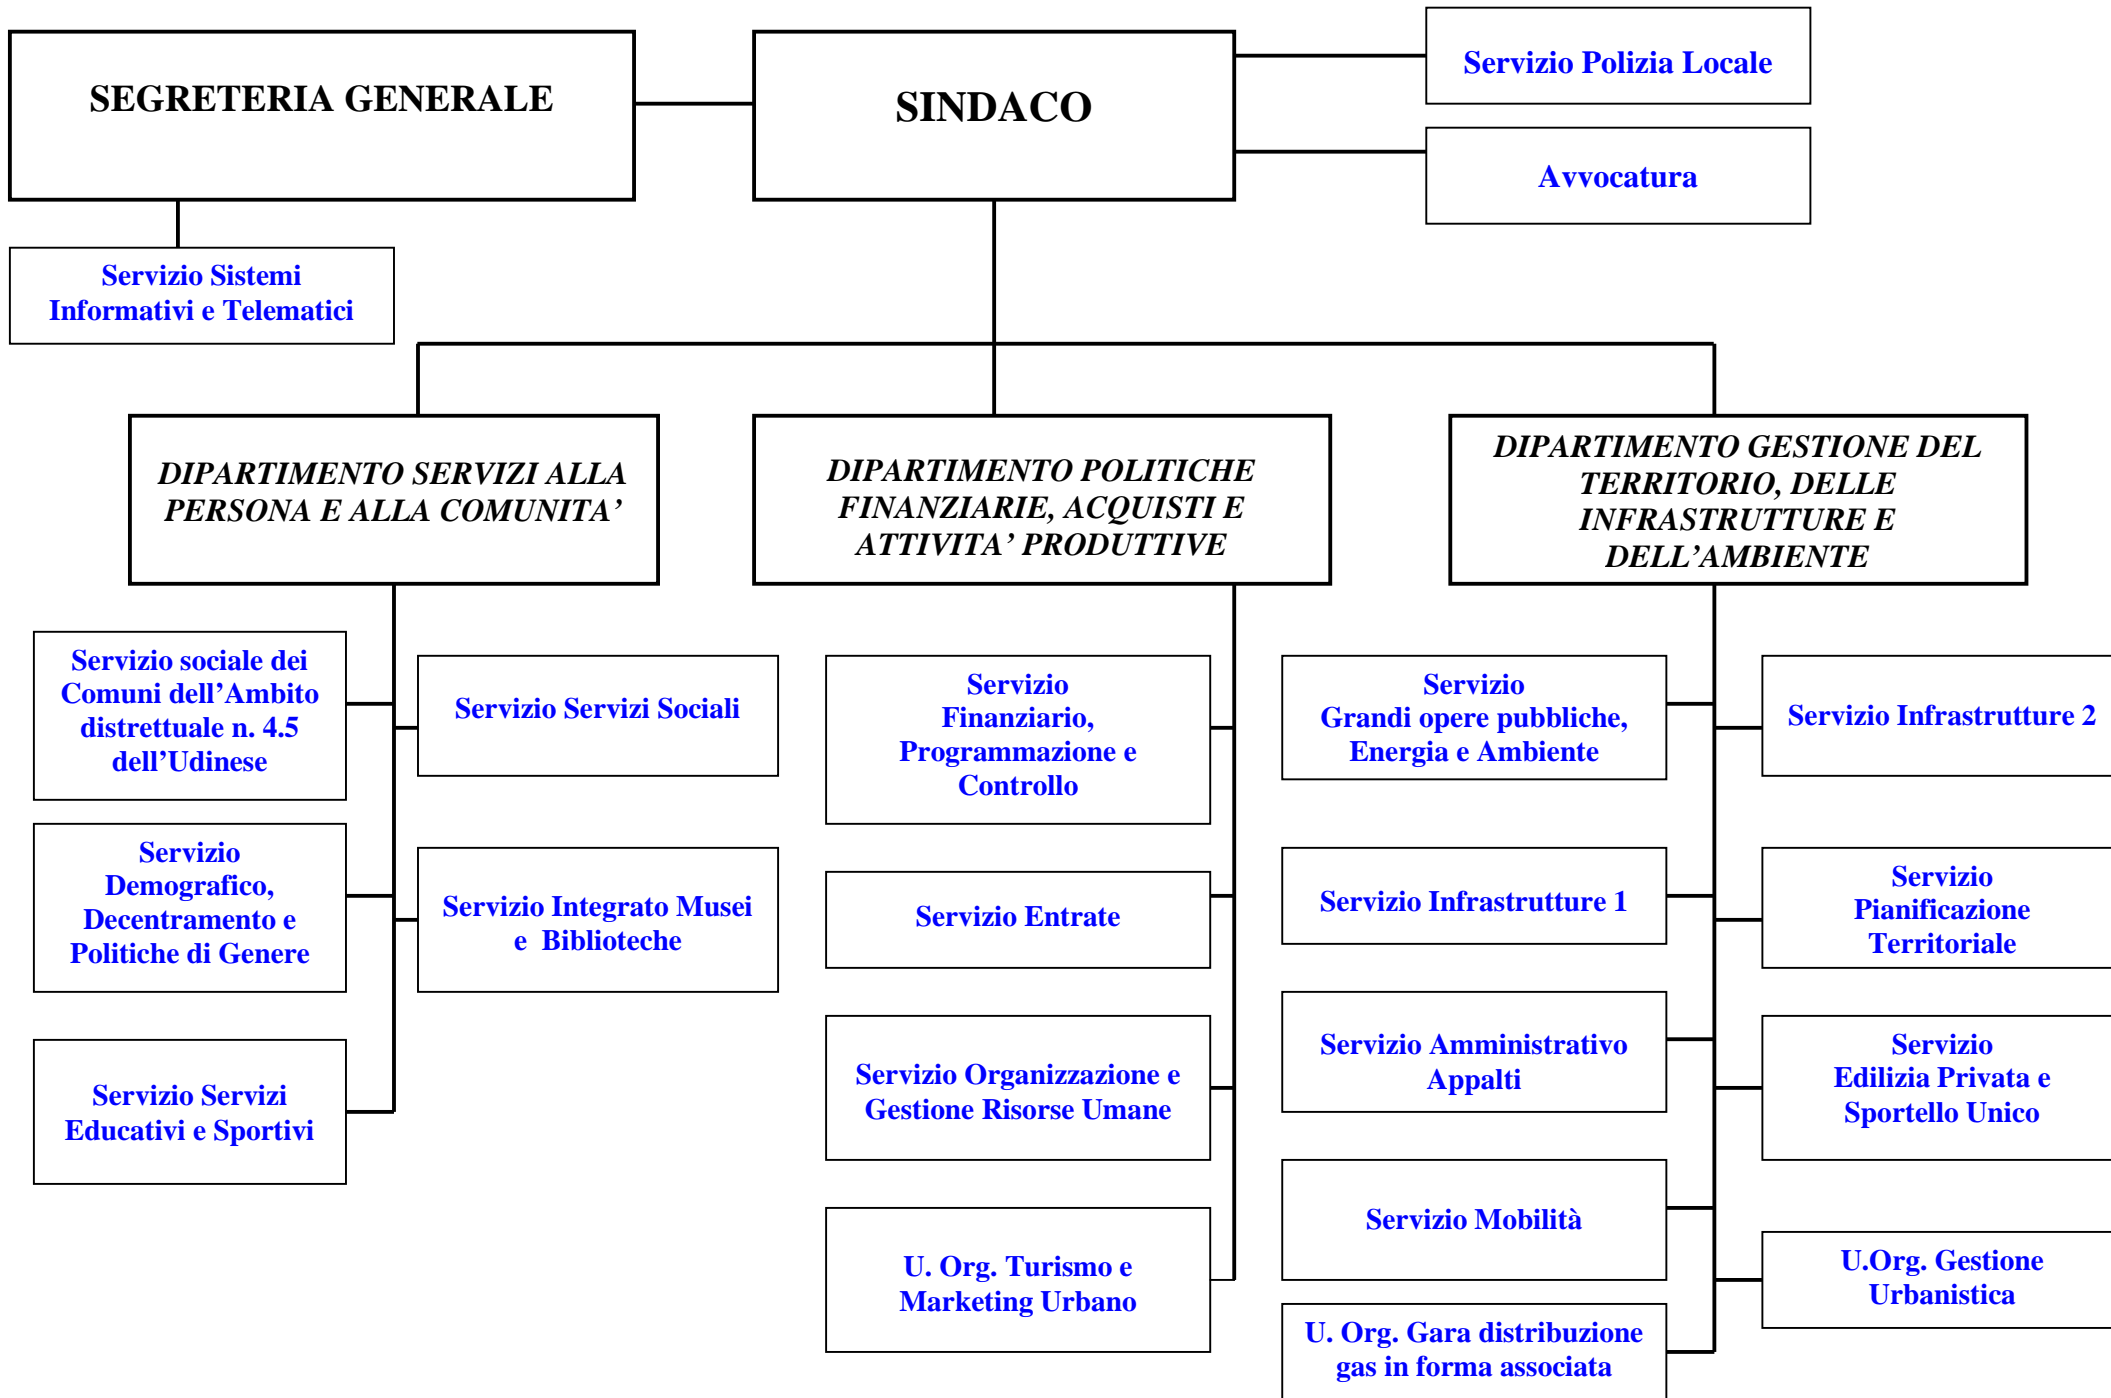 SEGRETERIA GENERALE
SINDACO
Servizio Polizia Locale
Avvocatura
Servizio Sistemi
Informativi e Telematici
DIPARTIMENTO SERVIZI ALLA
PERSONA E ALLA COMUNITA’
DIPARTIMENTO POLITICHE
FINANZIARIE, ACQUISTI E
ATTIVITA’ PRODUTTIVE
DIPARTIMENTO GESTIONE DEL
TERRITORIO, DELLE
INFRASTRUTTURE E
DELL’AMBIENTE
Servizio sociale dei
Comuni dell’Ambito
distrettuale n. 4.5
dell’Udinese
Servizio Servizi Sociali
Servizio
Demografico,
Decentramento e
Politiche di Genere
Servizio Integrato Musei
e Biblioteche
Servizio Servizi
Educativi e Sportivi
Servizio
Finanziario,
Programmazione e
Controllo
Servizio Entrate
Servizio Organizzazione e
Gestione Risorse Umane
U. Org. Turismo e
Marketing Urbano
Servizio
Grandi opere pubbliche,
Energia e Ambiente
Servizio Infrastrutture 2
Servizio Infrastrutture 1
Servizio
Pianificazione
Territoriale
Servizio Amministrativo
Appalti
Servizio
Edilizia Privata e
Sportello Unico
Servizio Mobilità
U.Org. Gestione
Urbanistica
U. Org. Gara distribuzione
gas in forma associata